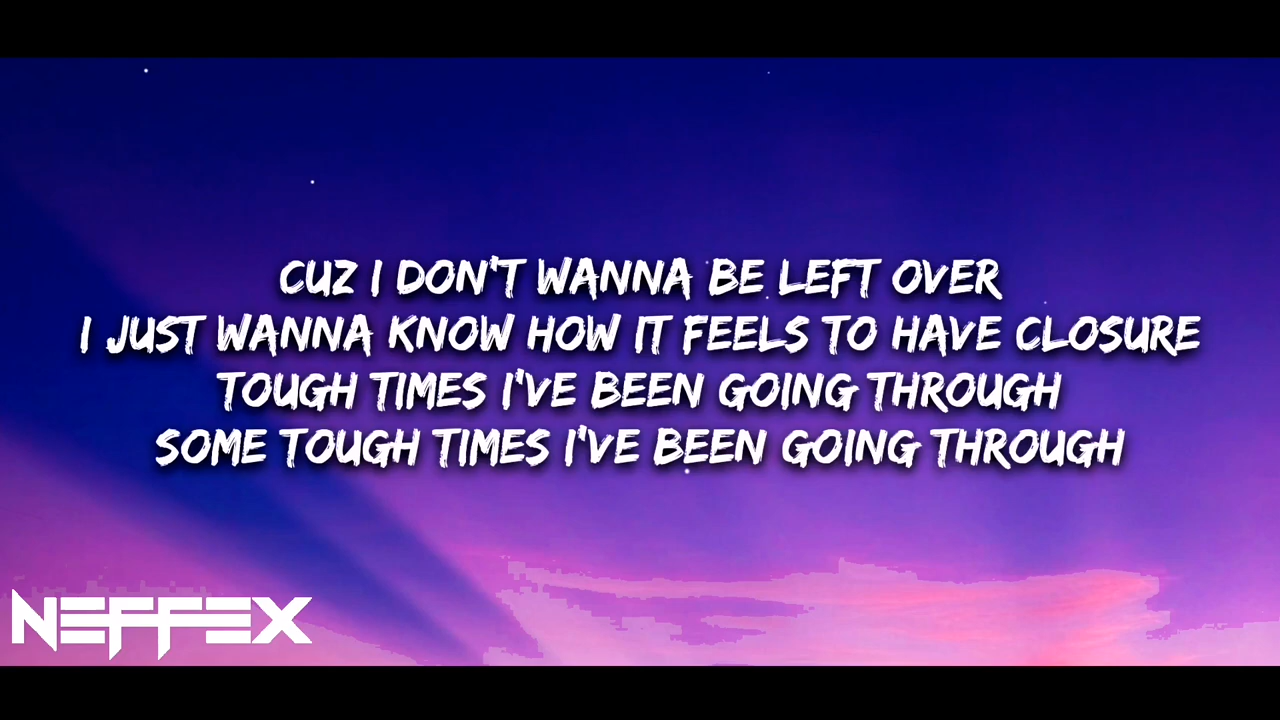 CUZ I DON'T WANNA BE LEFT OVER
I JUST WANNA KNOW HOW IT FEELS TO HAVE CLOSURE
TOUGH TIMES I'VE BEEN GOING THROUGH
SOME TOUGH TIMES I'VE BEEN GOING THROUGH
NEFFEX